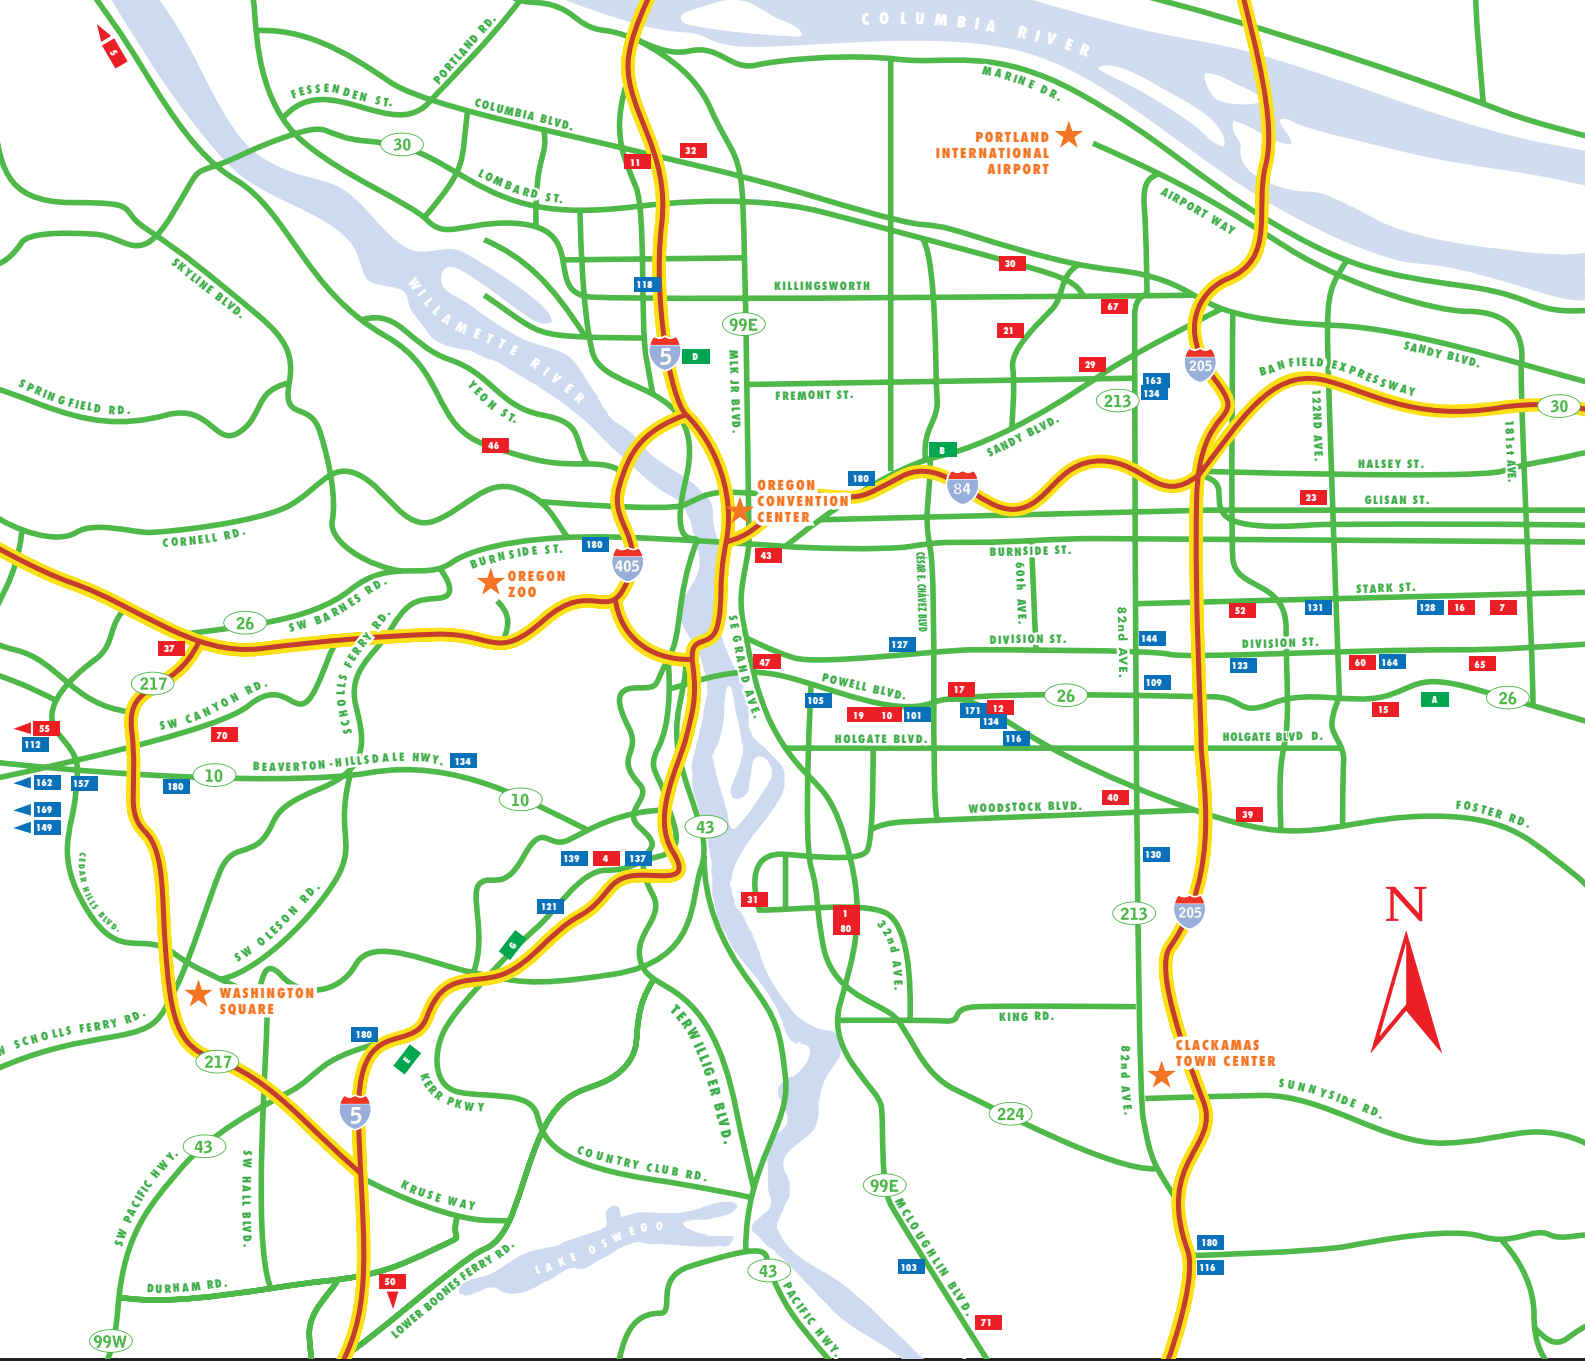 COLUMBIA RIVER
5
PORTLAND RD.
FESSENDEN ST.
COLUMBIA BLVD.
MARINE DR.
PORTLAND
INTERNATIONAL
AIRPORT
30
32
11
LOMBARD ST.
AIRPORT WAY
SKYLINE BLVD.
30
118
KILLINGSWORTH
67
WILLAMETTE RIVER
99E
21
5
D
MLK JR BLVD.
29
205
BANFIELD EXPRESSWAY
SANDY BLVD.
SPRINGFIELD RD.
YEON ST.
FREMONT ST.
163
134
213
122ND AVE.
30
46
B
SANDY BLVD.
181st AVE.
HALSEY ST.
180
84
OREGON
CONVENTION
CENTER
23
GLISAN ST.
CORNELL RD.
BURNSIDE ST.
180
43
BURNSIDE ST.
405
OREGON
ZOO
CÉSAR E. CHÁVEZ BLVD
60th AVE.
STARK ST.
SW BARNES RD.
26
52
131
128
16
7
82nd AVE.
SE GRAND AVE.
37
SCHOLLS FERRY RD.
127
DIVISION ST.
144
DIVISION ST.
47
123
60
164
65
217
SW CANYON RD.
POWELL BLVD.
17
26
109
105
A
26
19
10
101
171
12
134
15
55
112
70
116
HOLGATE BLVD.
HOLGATE BLVD D.
BEAVERTON-HILLSDALE HWY.
134
10
162
157
180
10
40
WOODSTOCK BLVD.
39
FOSTER RD.
169
149
43
139
4
137
130
CEDAR HILLS BLVD.
SW OLESON RD.
121
31
1
80
32nd AVE.
213
205
N
G
WASHINGTON
SQUARE
W SCHOLLS FERRY RD.
TERWILLIGER BLVD.
KING RD.
180
217
E
KERR PKWY
CLACKAMAS
TOWN CENTER
82nd AVE.
SUNNYSIDE RD.
5
224
43
SW PACIFIC HWY.
SW HALL BLVD.
COUNTRY CLUB RD.
KRUSE WAY
99E
MCLOUGHLIN BLVD.
LAKE OSWEGO
180
116
103
DURHAM RD.
50
LOWER BOONES FERRY RD.
43
PACIFIC HWY.
71
99W